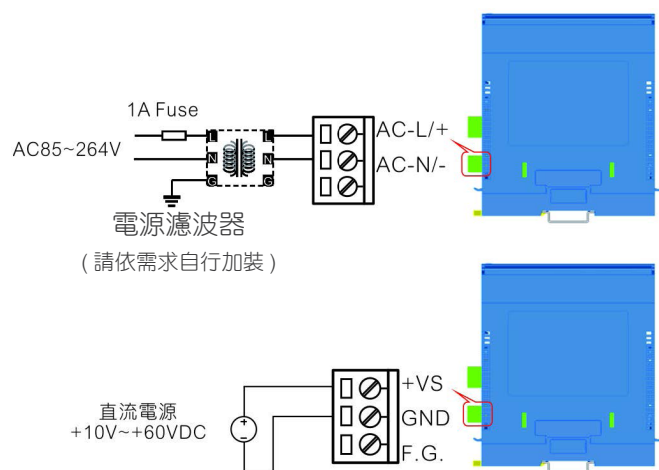 1A Fuse
AC85~264V
L
N
G
L
N
G
AC-L/+
AC-N/-
電源濾波器
(請依需求自行加裝)
直流電源
+10V~+60VDC
+VS
GND
F.G.